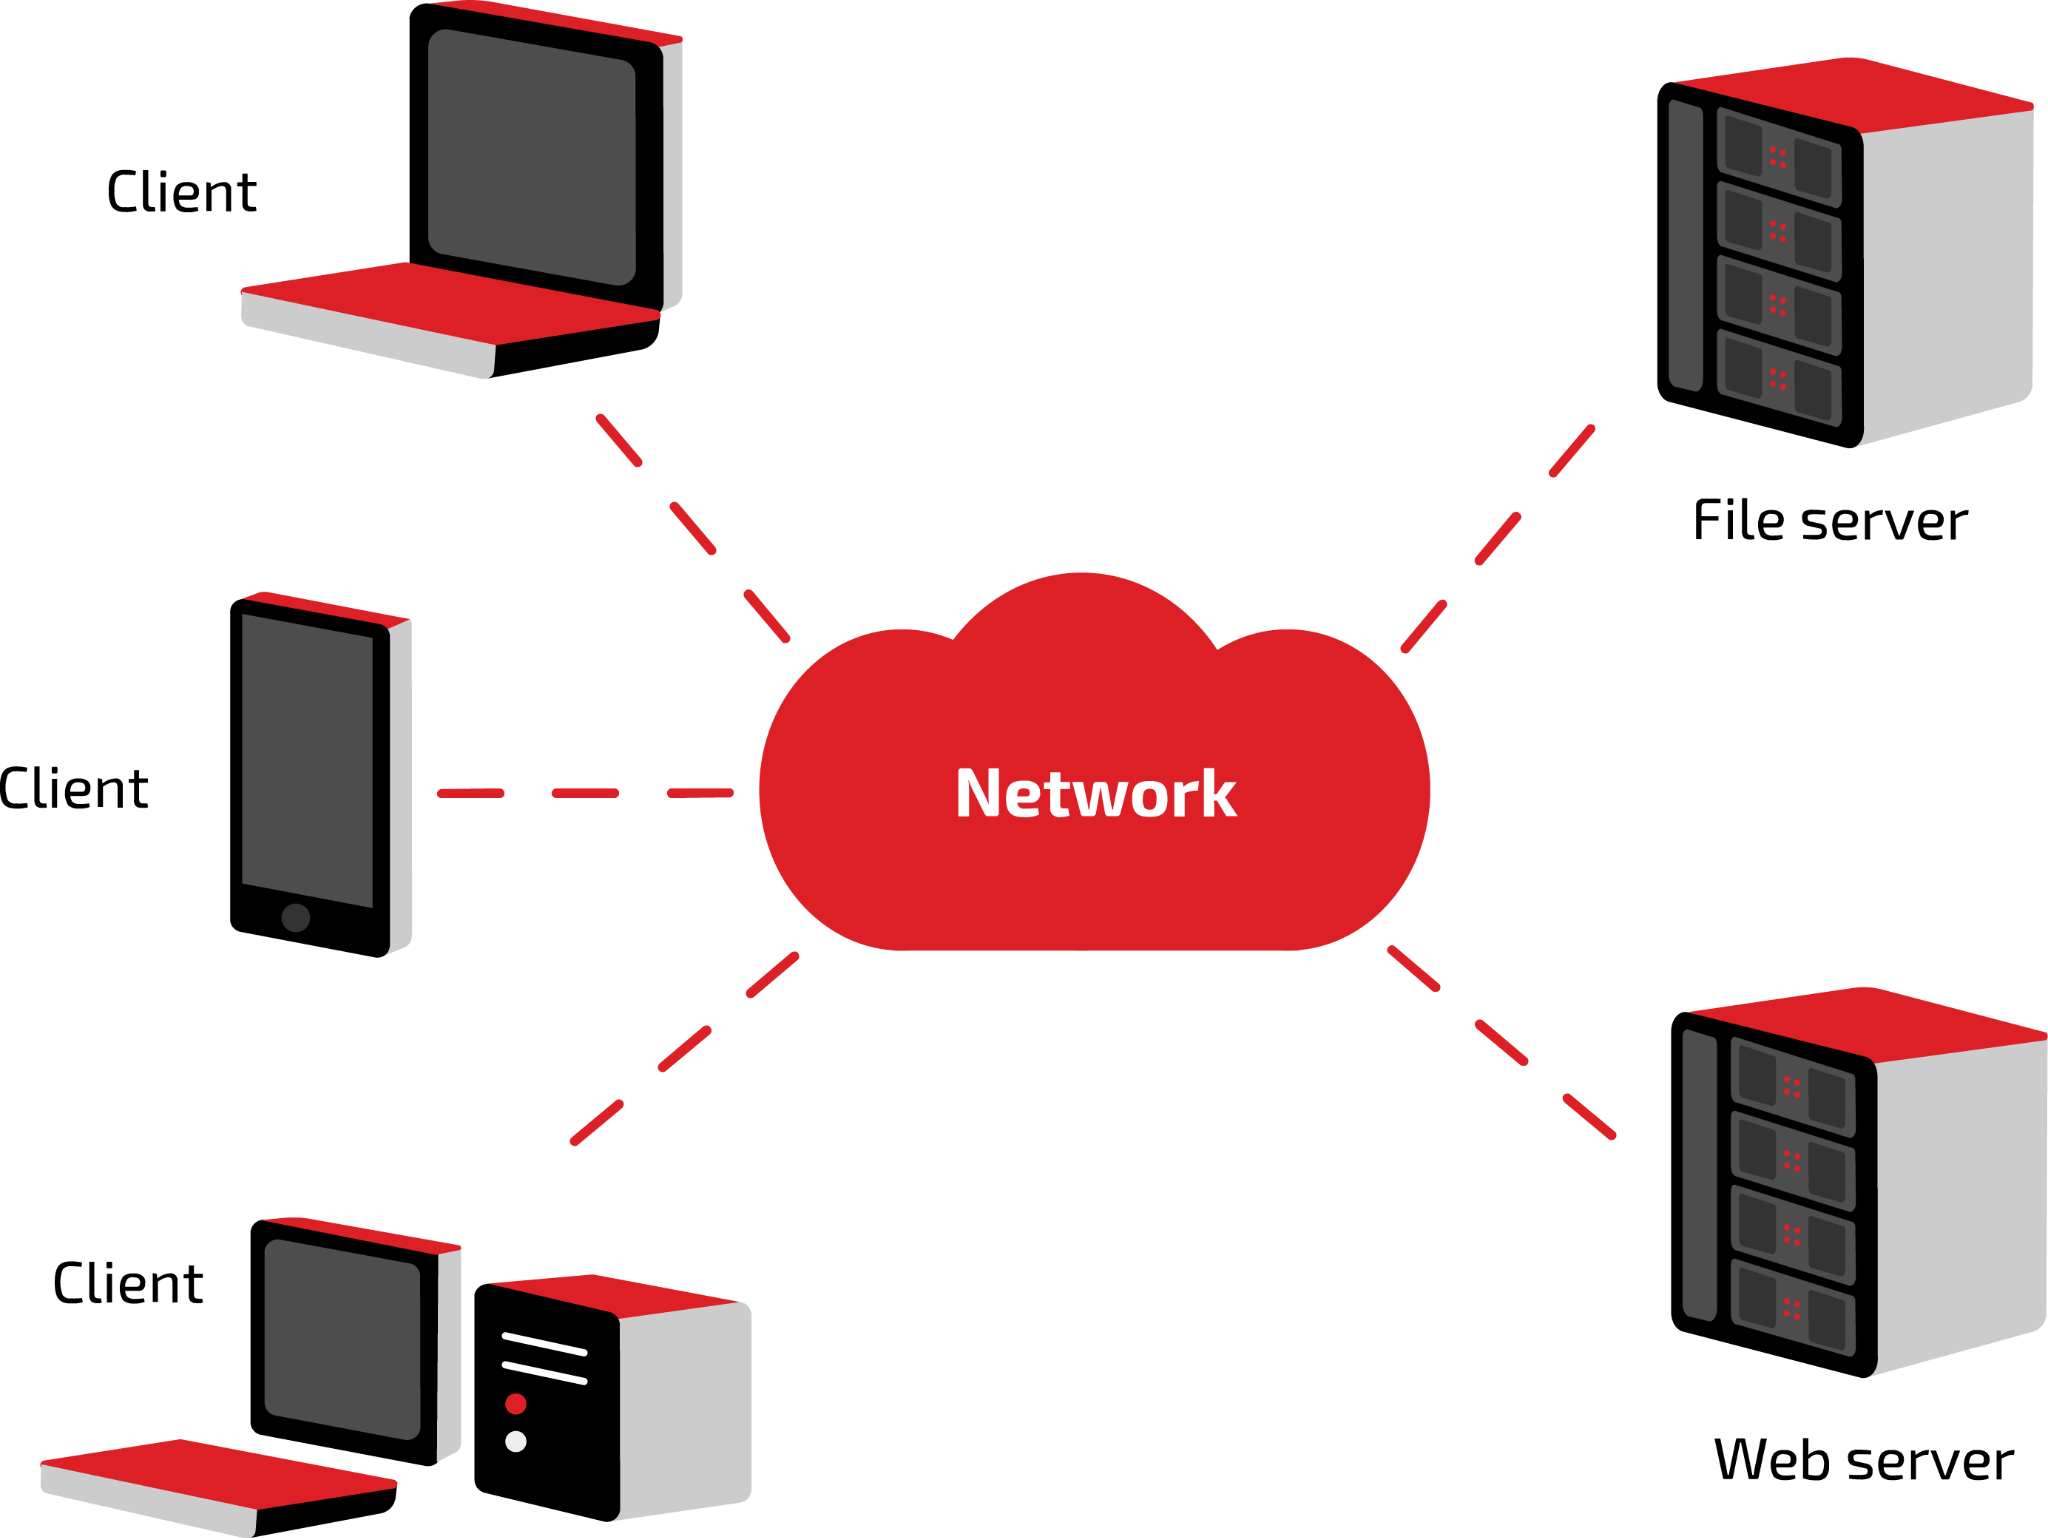 Client
File server
Client
Network
Client
Web server